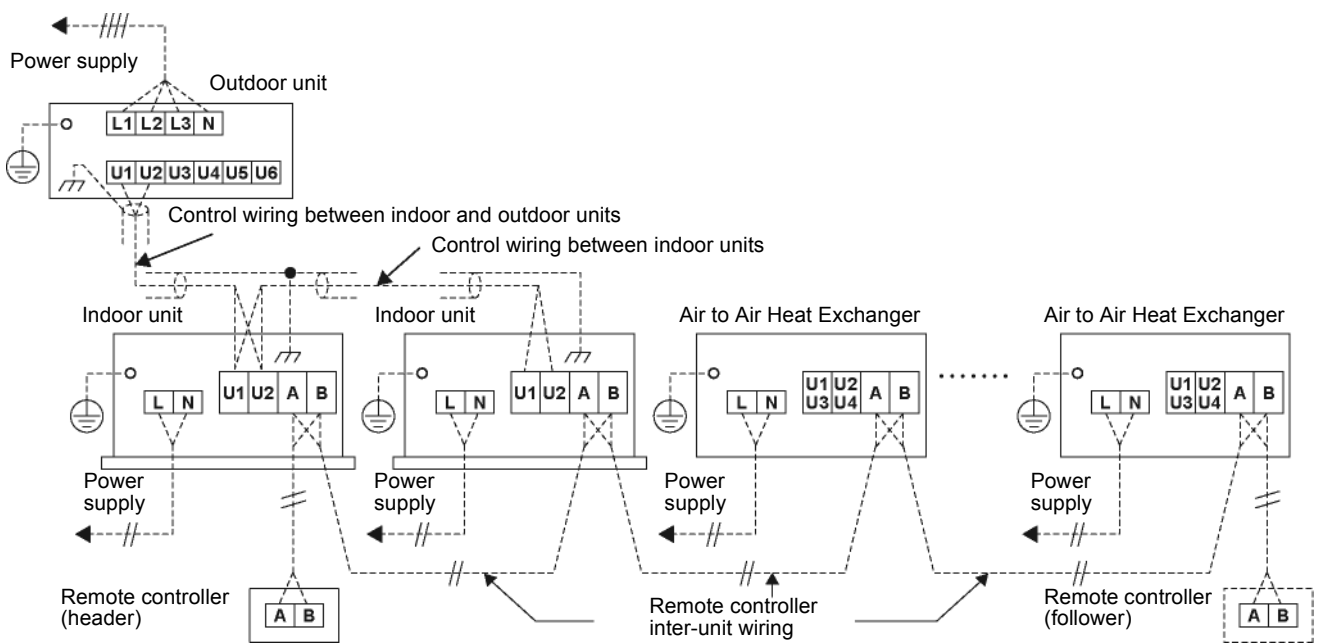 Power supply
Outdoor unit
L1 L2 L3 N
U1 U2 U3 U4 U5 U6
Control wiring between indoor and outdoor units
Control wiring between indoor units
Indoor unit
Indoor unit
Air to Air Heat Exchanger
Air to Air Heat Exchanger
L N
U1 U2 A B
L N
U1 U2 A B
L N
U1 U2
U3 U4
A B
L N
U1 U2
U3 U4
A B
Power
supply
Power
supply
Power
supply
Power
supply
Remote controller
(header)
A B
Remote controller
inter-unit wiring
Remote controller
(follower)
A B